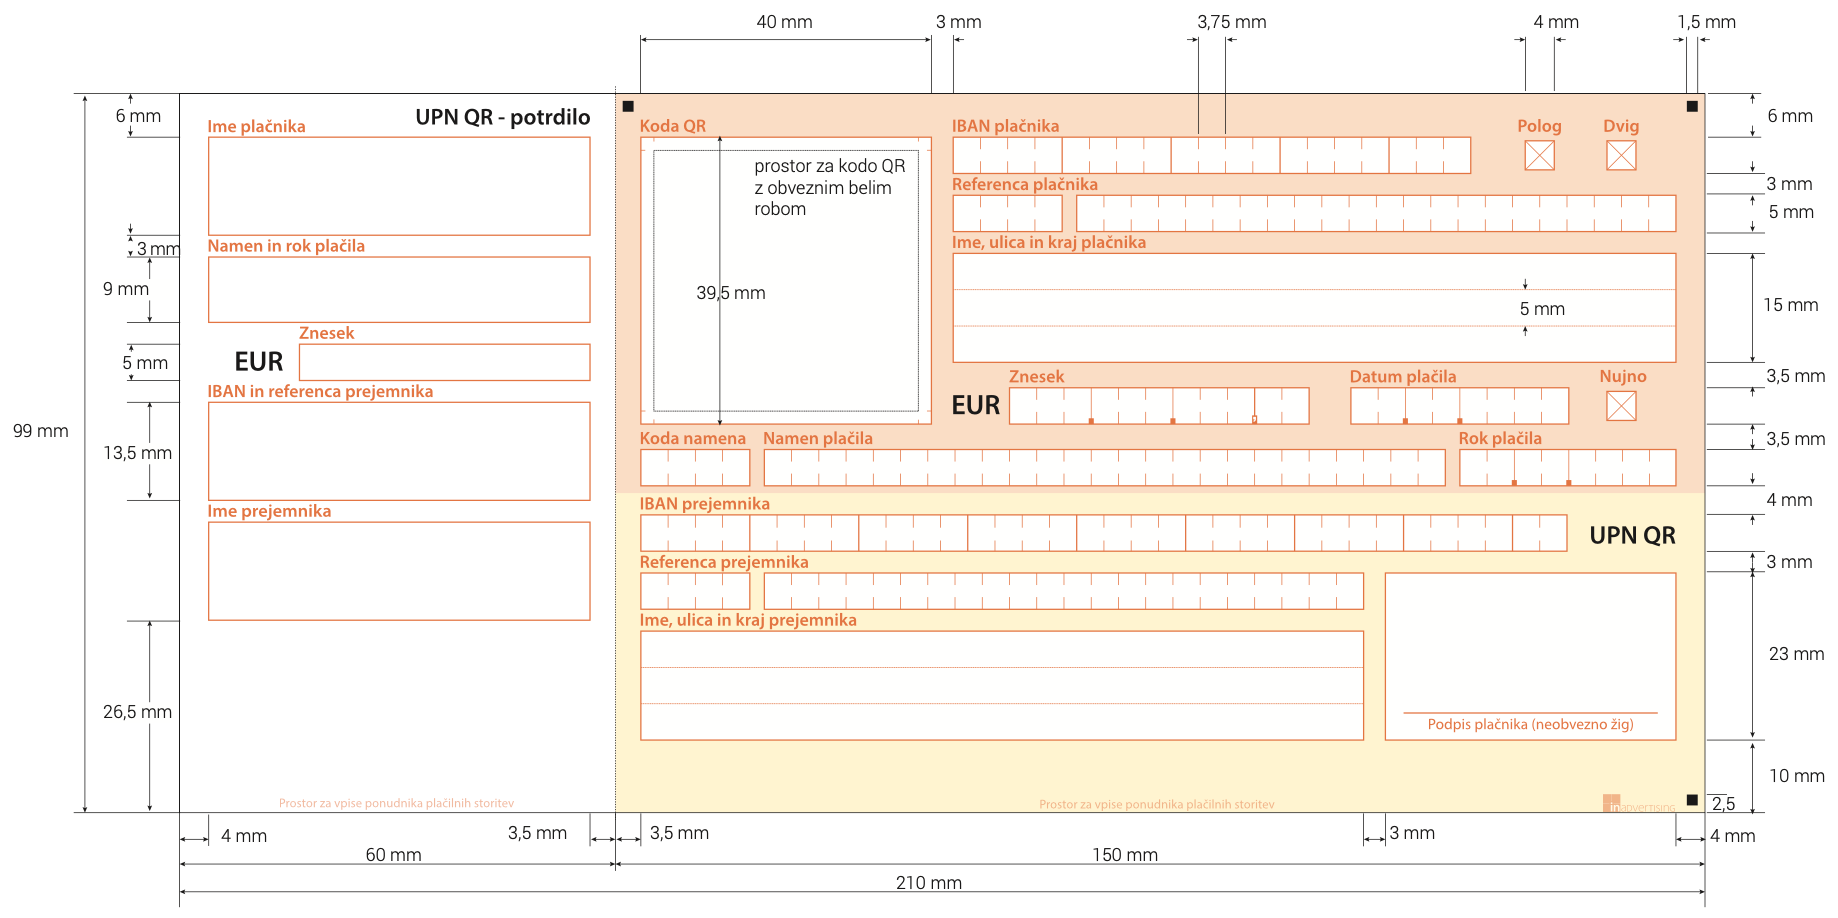 40 mm
3 mm
3,75 mm
4 mm
1,5 mm
6 mm
UPN QR - potrdilo
Ime plačnika
3 mm
Namen in rok plačila
9 mm
Znesek
5 mm
EUR
IBAN in referenca prejemnika
99 mm
13,5 mm
Ime prejemnika
26,5 mm
Prostor za vpise ponudnika plačilnih storitev
Koda QR
prostor za kodo QR
z obveznim belim
robom
39,5 mm
IBAN plačnika
Polog
Dvig
6 mm
Referenca plačnika
3 mm
5 mm
Ime, ulica in kraj plačnika
5 mm
15 mm
Znesek
Datum plačila
Nujno
3,5 mm
EUR
Koda namena
Namen plačila
Rok plačila
3,5 mm
4 mm
IBAN prejemnika
UPN QR
Referenca prejemnika
3 mm
Ime, ulica in kraj prejemnika
23 mm
Podpis plačnika (neobvezno žig)
10 mm
Prostor za vpise ponudnika plačilnih storitev
inADVERTISING
2,5
4 mm
3,5 mm
3,5 mm
3 mm
4 mm
60 mm
150 mm
210 mm